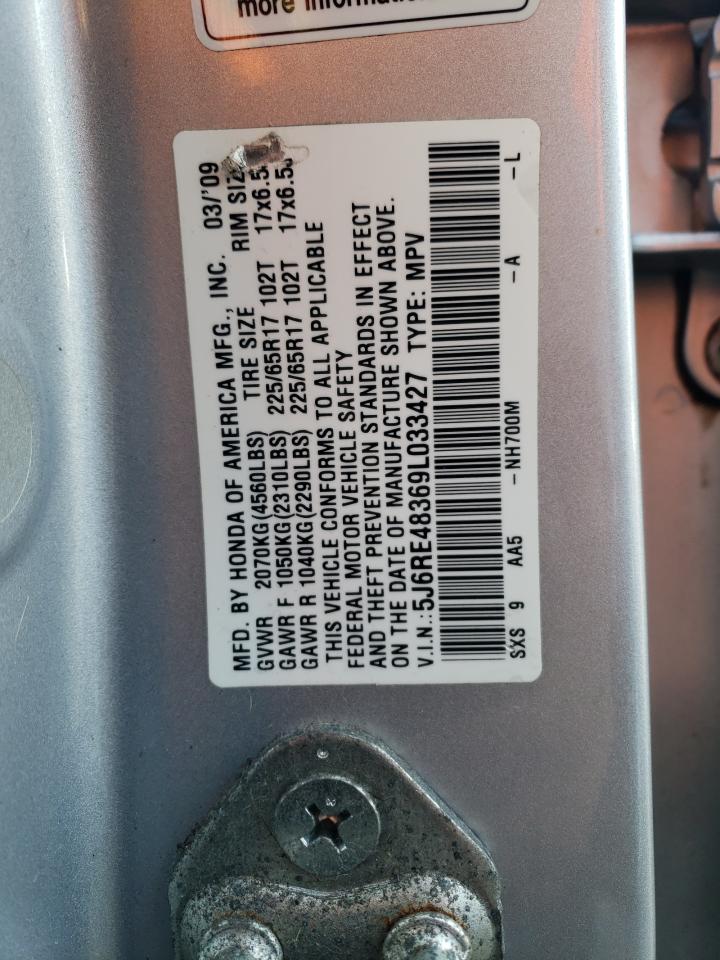 more information
MFD. BY HONDA OF AMERICA MFG., INC. 03/'09
TIRE SIZE RIM SIZE
GVWR 2070KG(4560LBS)
GAWR F 1050KG(2310LBS) 225/65R17 102T 17x6.5J
GAWR R 1040KG(2290LBS) 225/65R17 102T 17x6.5J
THIS VEHICLE CONFORMS TO ALL APPLICABLE
FEDERAL MOTOR VEHICLE SAFETY
AND THEFT PREVENTION STANDARDS IN EFFECT
ON THE DATE OF MANUFACTURE SHOWN ABOVE.
V.I.N.:5J6RE48369L033427 TYPE: MPV
SXS 9 AA5 -NH700M -A -L